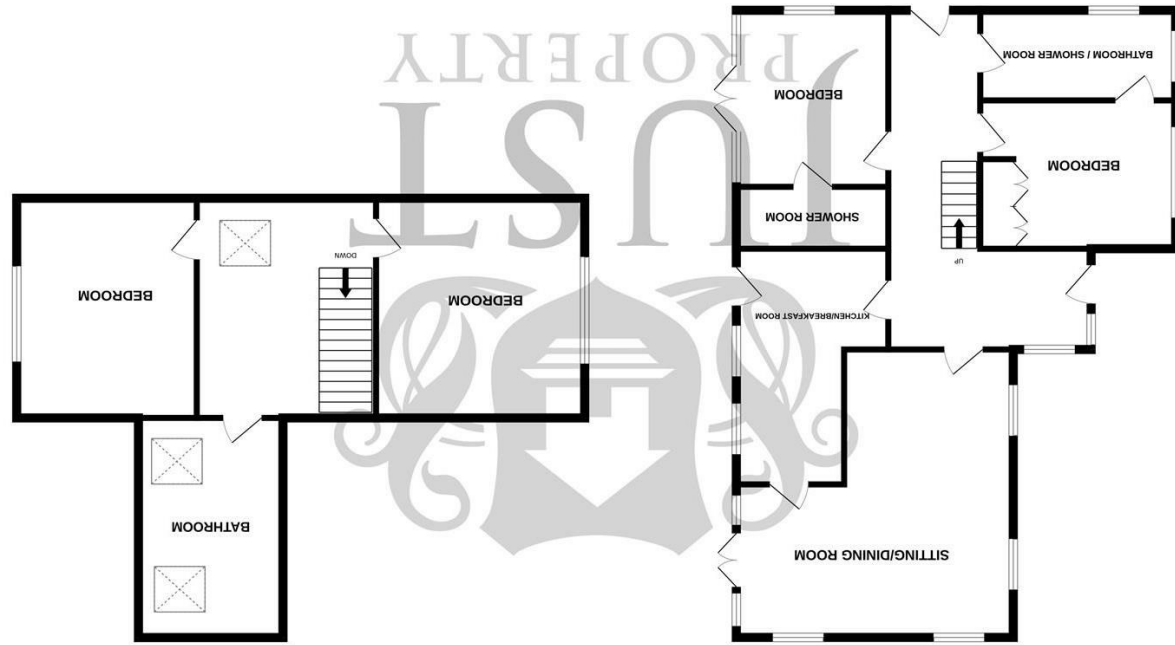 SITTING/DINING ROOM
KITCHEN/BREAKFAST ROOM
UP
SHOWER ROOM
BEDROOM
BEDROOM
BATHROOM / SHOWER ROOM
BATHROOM
BEDROOM
BEDROOM
DOWN
JUST
PROPERTY